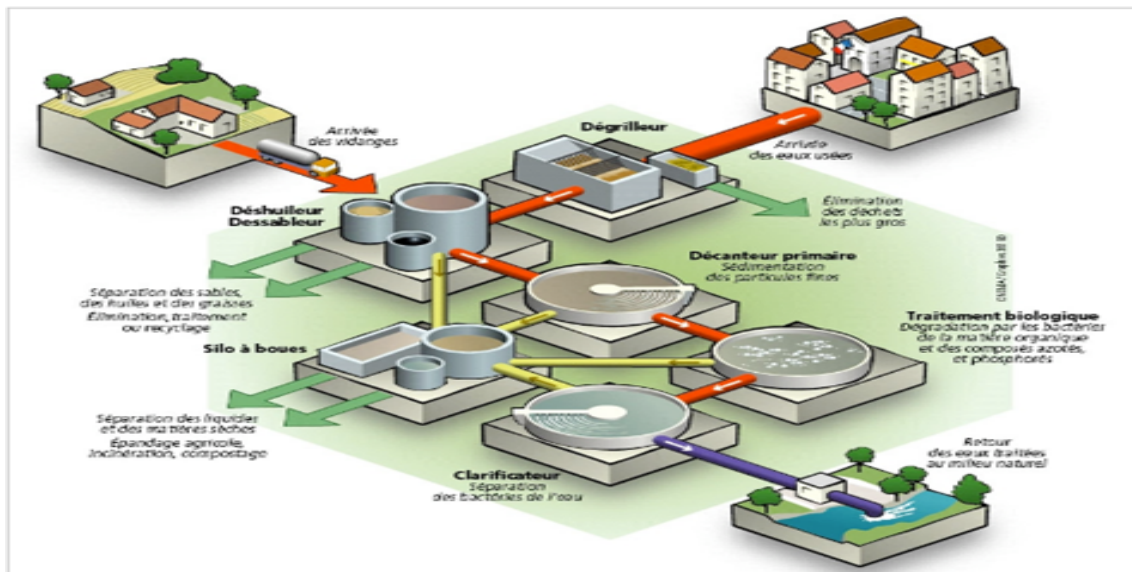 Arrivée
des vidanges
Dégrilleur
Arrivée
des eaux usées
Élimination
des déchets
les plus gros
Déshuileur
Dessableur
Séparation des sables,
des huiles et des graisses
Élimination, traitement
ou recyclage
Décanteur primaire
Sédimentation
des particules fines
Traitement biologique
Dégradation par les bactéries
de la matière organique
et des composés azotés,
et phosphorés
Silo à boues
Séparation des liquides
et des matières sèches
Épandage agricole,
incinération, compostage
Clarificateur
Séparation
des bactéries de l'eau
Retour
des eaux traitées
au milieu naturel